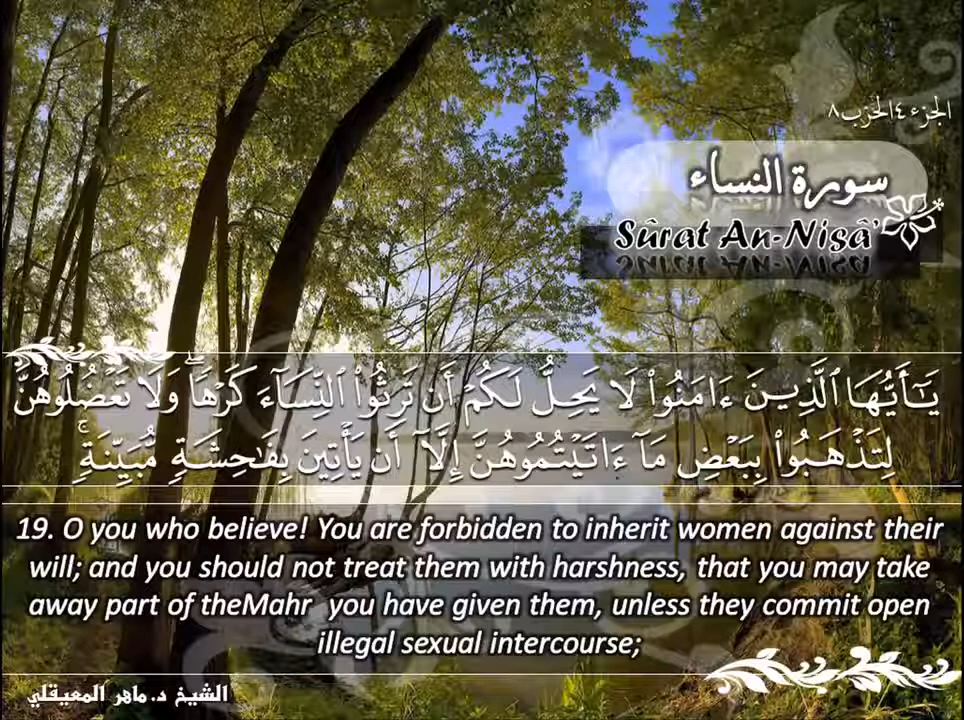 الجزء ٤ الحزب ٨
سورة النساء
Sûrat An-Nisâ'
يَـٰٓأَيُّهَا ٱلَّذِينَ ءَامَنُوا۟ لَا يَحِلُّ لَكُمْ أَن تَرِثُوا۟ ٱلنِّسَآءَ كَرْهًا ۖ وَلَا تَعْضُلُوهُنَّ
لِتَذْهَبُوا۟ بِبَعْضِ مَآ ءَاتَيْتُمُوهُنَّ إِلَّآ أَن يَأْتِينَ بِفَـٰحِشَةٍ مُّبَيِّنَةٍ ۚ
19. O you who believe! You are forbidden to inherit women against their
will; and you should not treat them with harshness, that you may take
away part of theMahr you have given them, unless they commit open
illegal sexual intercourse;
الشيخ د. ماهر المعيقلي